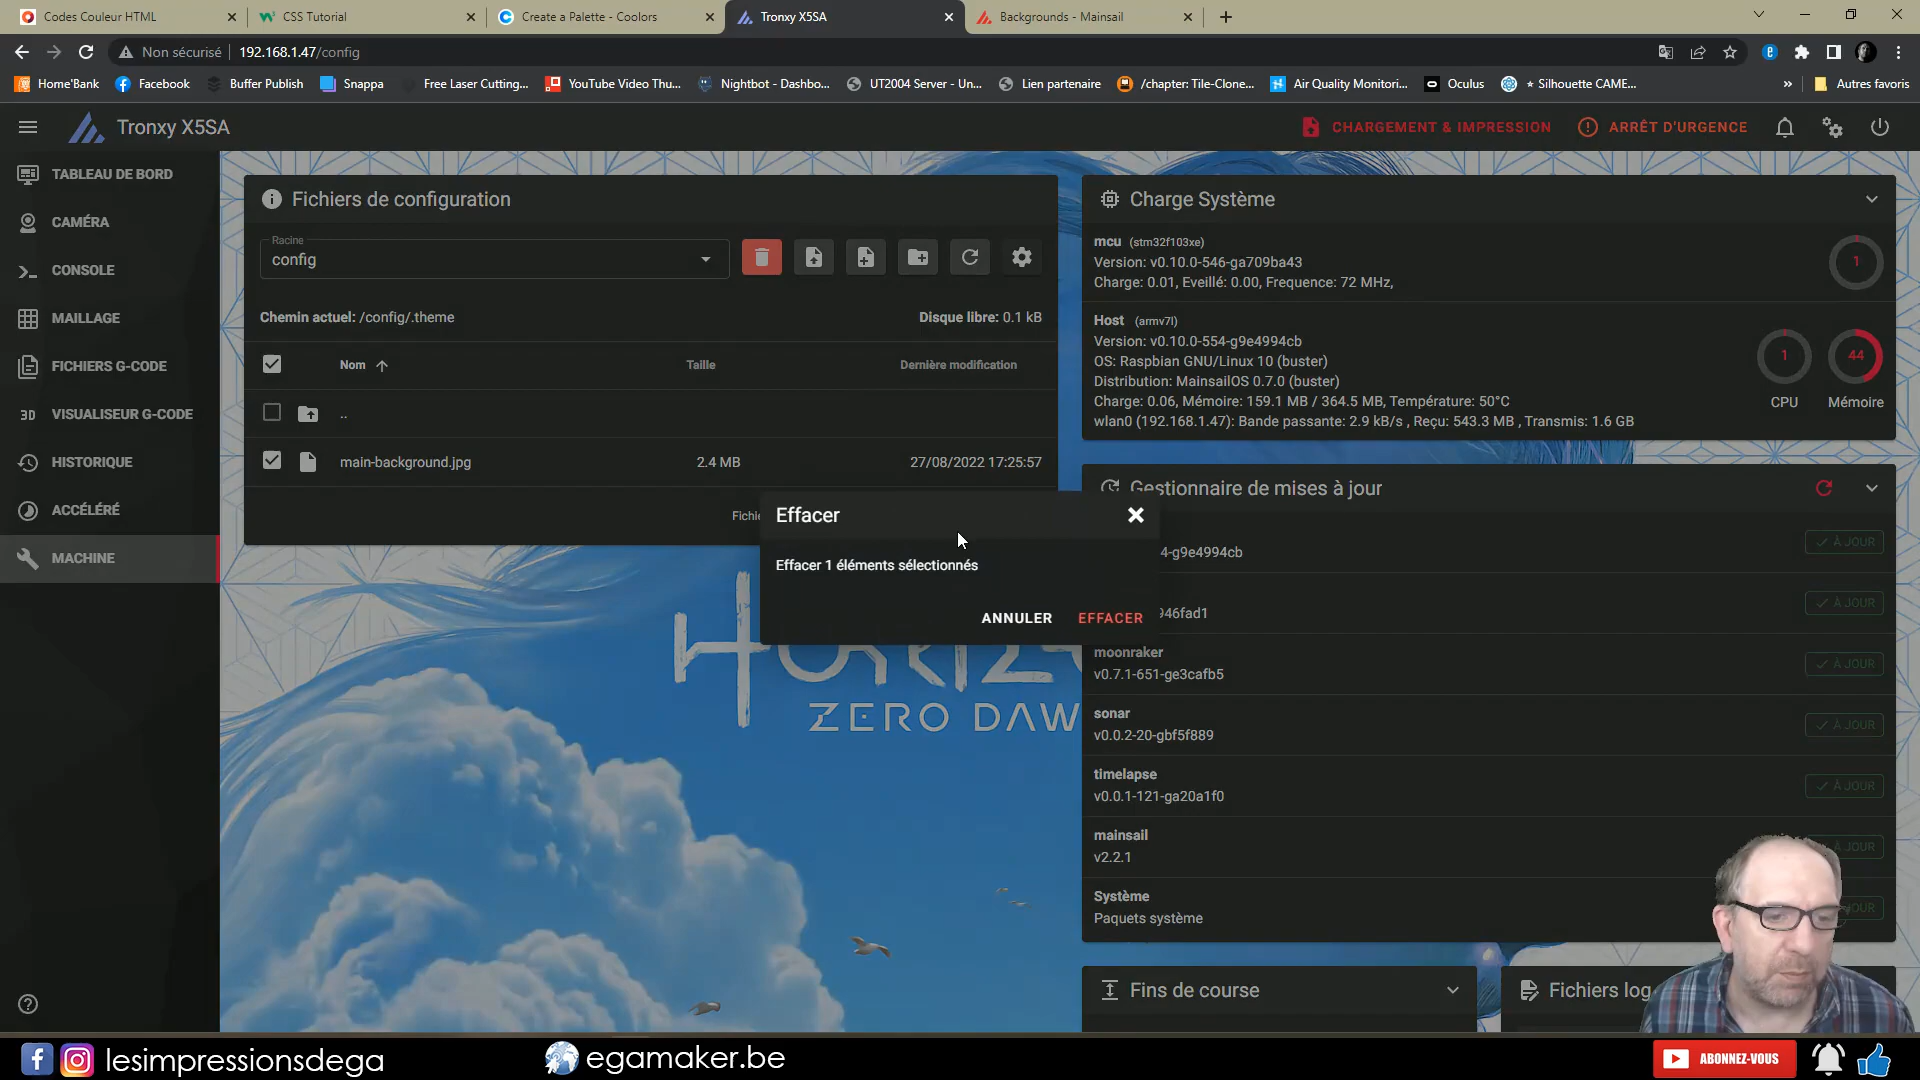 Codes Couleur HTML
CSS Tutorial
Create a Palette - Coolors
Tronxy X5SA
Backgrounds - Mainsail
Non sécurisé
192.168.1.47/config
Home'Bank
Facebook
Buffer Publish
Snappa
Free Laser Cutting...
YouTube Video Thu...
Nightbot - Dashbo...
UT2004 Server - Un...
Lien partenaire
/chapter: Tile-Clone...
Air Quality Monitori...
Oculus
⭑ Silhouette CAME...
»
Autres favoris
Tronxy X5SA
CHARGEMENT & IMPRESSION
ARRÊT D'URGENCE
TABLEAU DE BORD
CAMÉRA
CONSOLE
MAILLAGE
FICHIERS G-CODE
3D VISUALISEUR G-CODE
HISTORIQUE
ACCÉLÉRÉ
MACHINE
Fichiers de configuration
Racine
config
Chemin actuel: /config/.theme
Disque libre: 0.1 kB
Nom
Taille
Dernière modification
..
main-background.jpg
2.4 MB
27/08/2022 17:25:57
Fichie
Effacer
Effacer 1 éléments sélectionnés
ANNULER
EFFACER
ZERO DAW
Charge Système
mcu (stm32f103xe)
Version: v0.10.0-546-ga709ba43
Charge: 0.01, Eveillé: 0.00, Frequence: 72 MHz,
1
Host (armv7l)
Version: v0.10.0-554-g9e4994cb
OS: Raspbian GNU/Linux 10 (buster)
Distribution: MainsailOS 0.7.0 (buster)
Charge: 0.06, Mémoire: 159.1 MB / 364.5 MB, Température: 50°C
wlan0 (192.168.1.47): Bande passante: 2.9 kB/s , Reçu: 543.3 MB , Transmis: 1.6 GB
1
CPU
44
Mémoire
Gestionnaire de mises à jour
4-g9e4994cb
À JOUR
946fad1
À JOUR
moonraker
v0.7.1-651-ge3cafb5
À JOUR
sonar
v0.0.2-20-gbf5f889
À JOUR
timelapse
v0.0.1-121-ga20a1f0
À JOUR
mainsail
v2.2.1
À JOUR
Système
Paquets système
OUR
Fins de course
Fichiers log
lesimpressionsdega
egamaker.be
ABONNEZ-VOUS